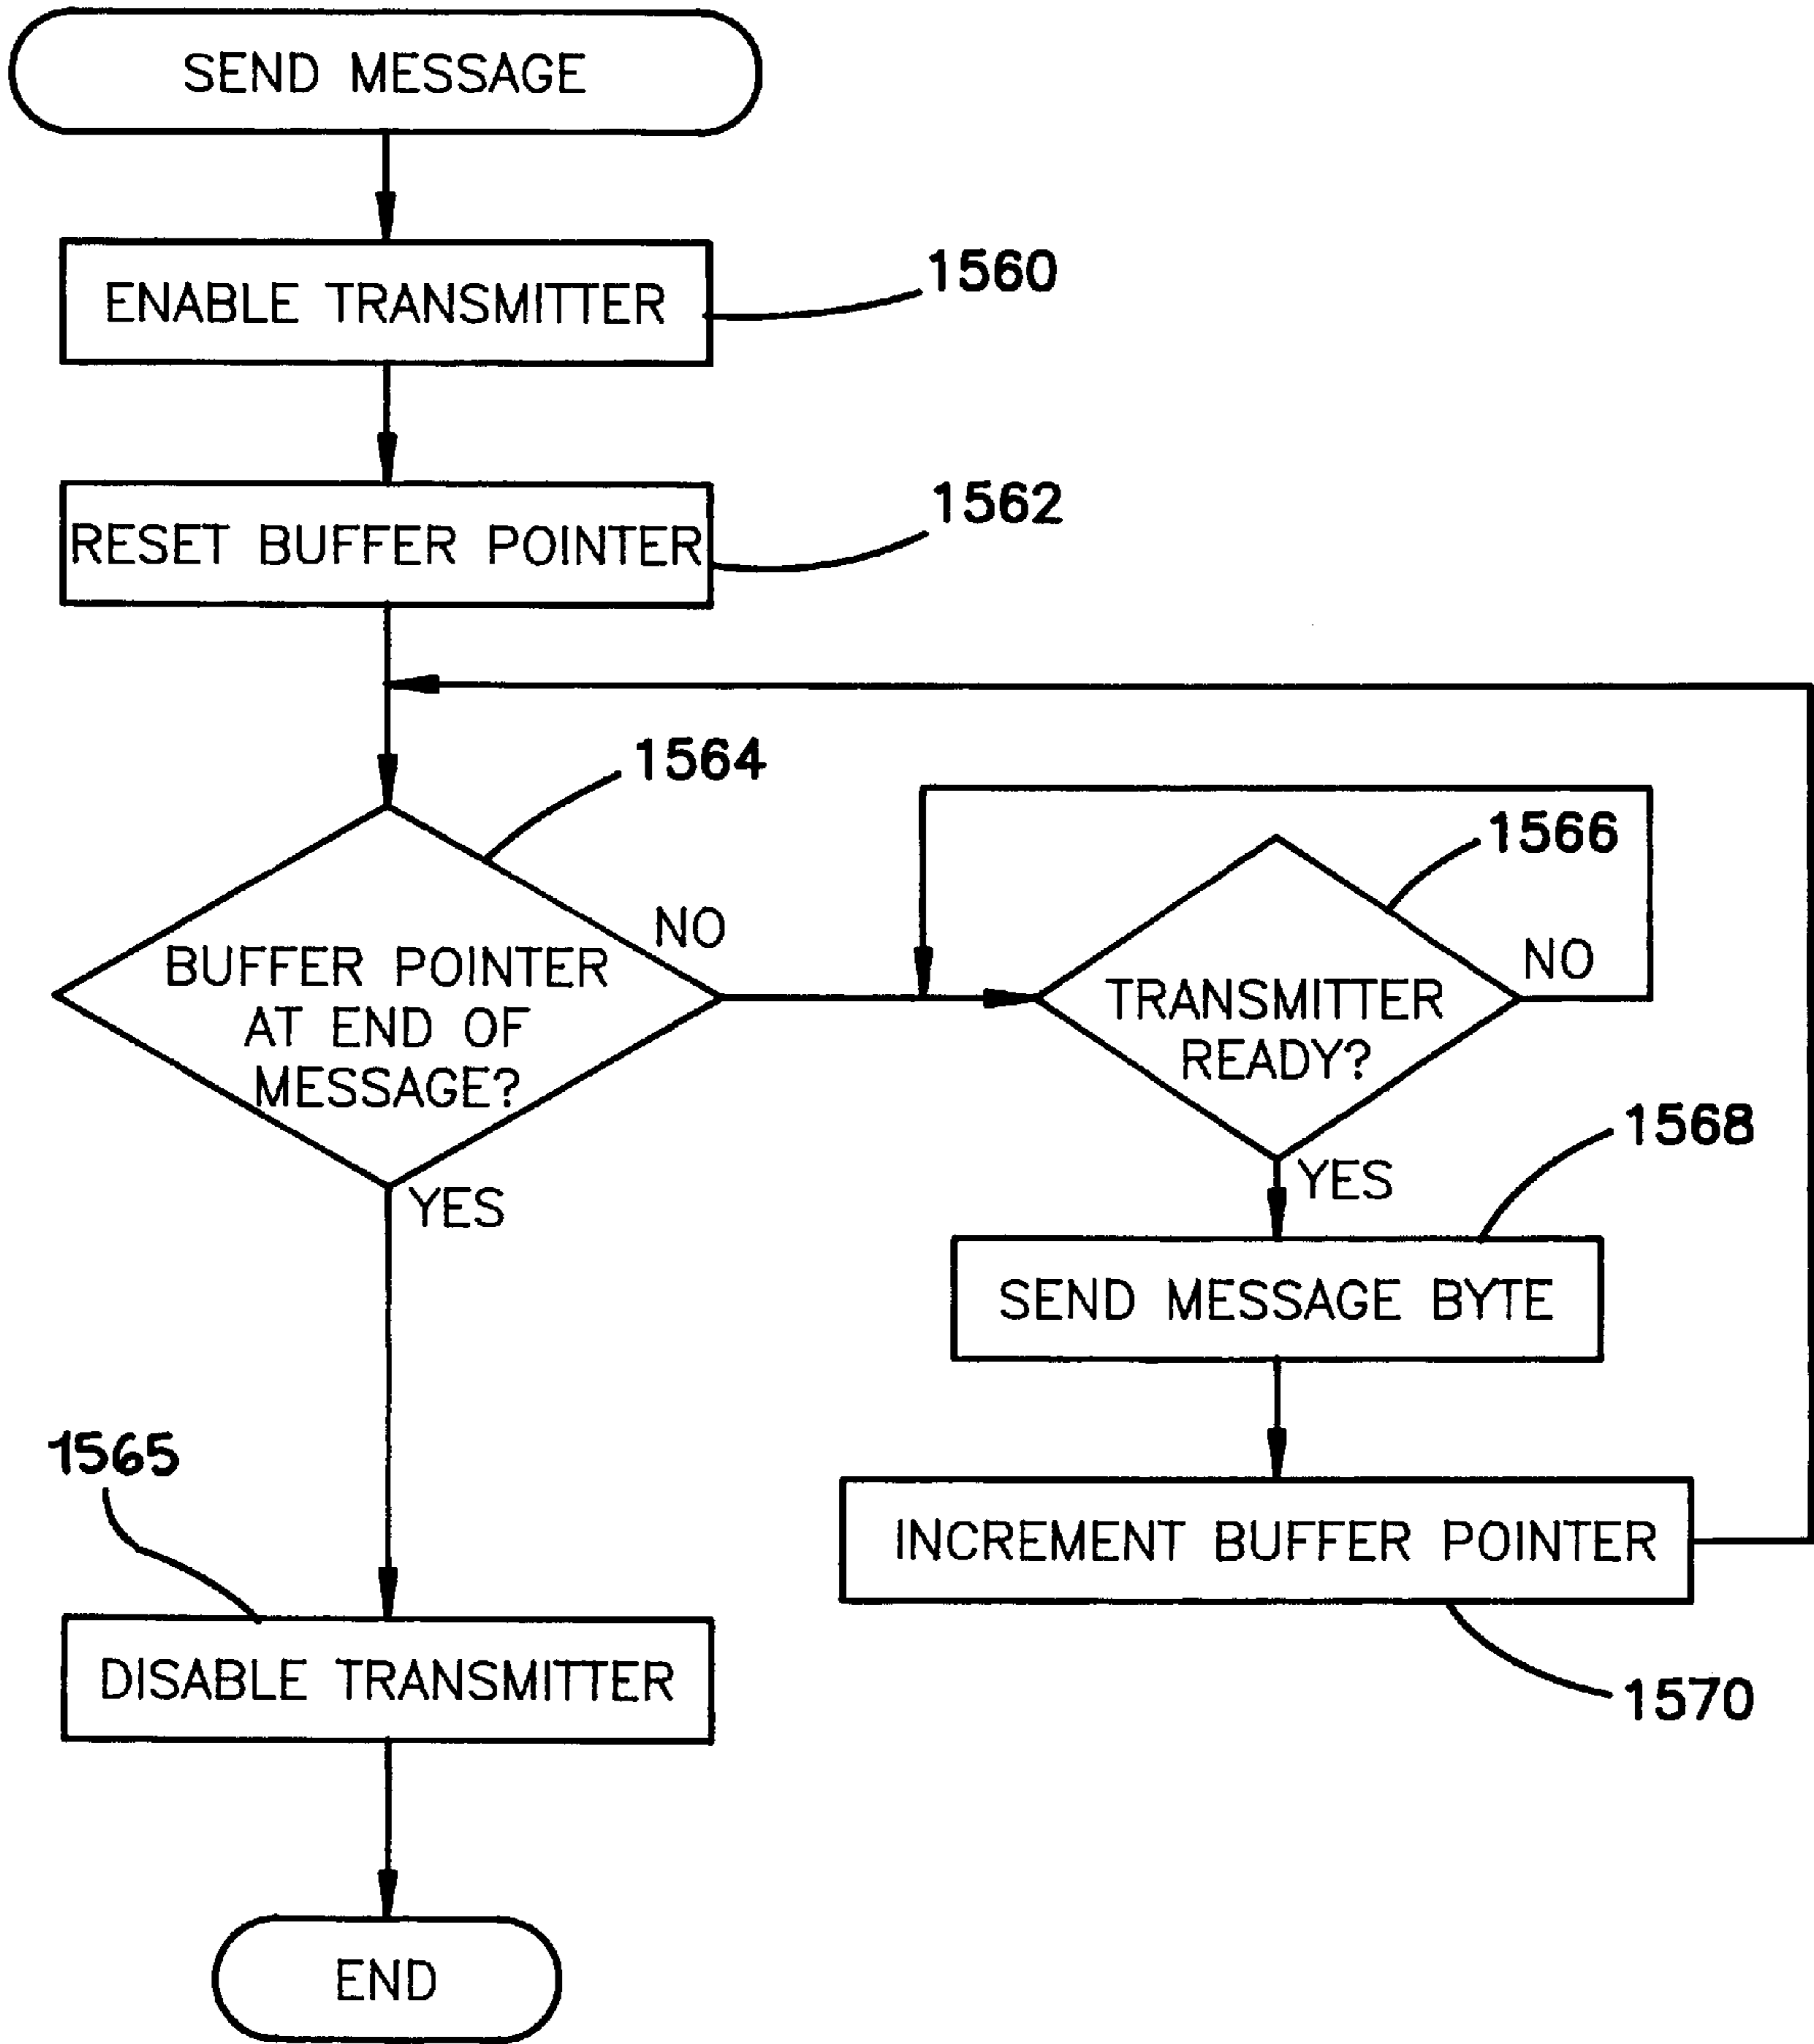 SEND MESSAGE
ENABLE TRANSMITTER
1560
RESET BUFFER POINTER
1562
1564
BUFFER POINTER
AT END OF
MESSAGE?
NO
YES
1566
TRANSMITTER
READY?
NO
YES
1568
SEND MESSAGE BYTE
INCREMENT BUFFER POINTER
1570
1565
DISABLE TRANSMITTER
END